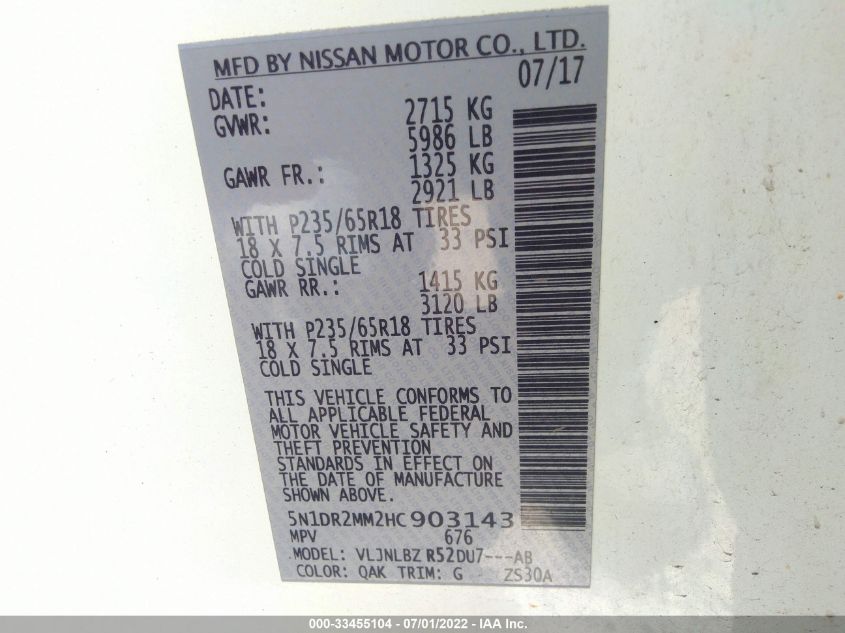 MFD BY NISSAN MOTOR CO., LTD.
DATE: 07/17
GVWR: 2715 KG
5986 LB
GAWR FR.: 1325 KG
2921 LB
WITH P235/65R18 TIRES
18 X 7.5 RIMS AT 33 PSI
COLD SINGLE
GAWR RR.: 1415 KG
3120 LB
WITH P235/65R18 TIRES
18 X 7.5 RIMS AT 33 PSI
COLD SINGLE
THIS VEHICLE CONFORMS TO
ALL APPLICABLE FEDERAL
MOTOR VEHICLE SAFETY AND
THEFT PREVENTION
STANDARDS IN EFFECT ON
THE DATE OF MANUFACTURE
SHOWN ABOVE.
5N1DR2MM2HC903143
MPV 676
MODEL: VLJNLBZ R52DU7---AB
COLOR: QAK TRIM: G ZS30A
000-33455104 - 07/01/2022 - IAA Inc.